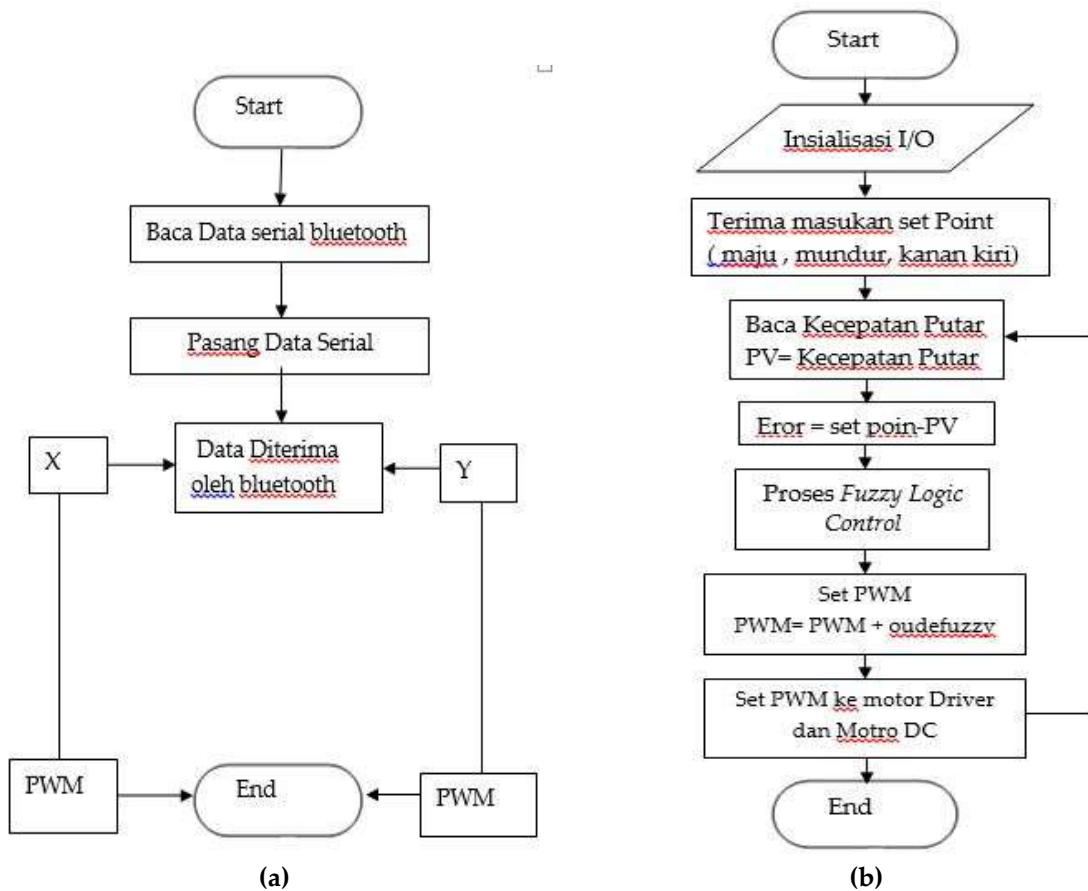 Start
Baca Data serial bluetooth
Pasang Data Serial
X
Data Diterima
oleh bluetooth
Y
PWM
End
PWM
(a)
Start
Insialisasi I/O
Terima masukan set Point
( maju , mundur, kanan kiri)
Baca Kecepatan Putar
PV= Kecepatan Putar
Eror = set poin-PV
Proses Fuzzy Logic
Control
Set PWM
PWM= PWM + oudefuzzy
Set PWM ke motor Driver
dan Motro DC
End
(b)